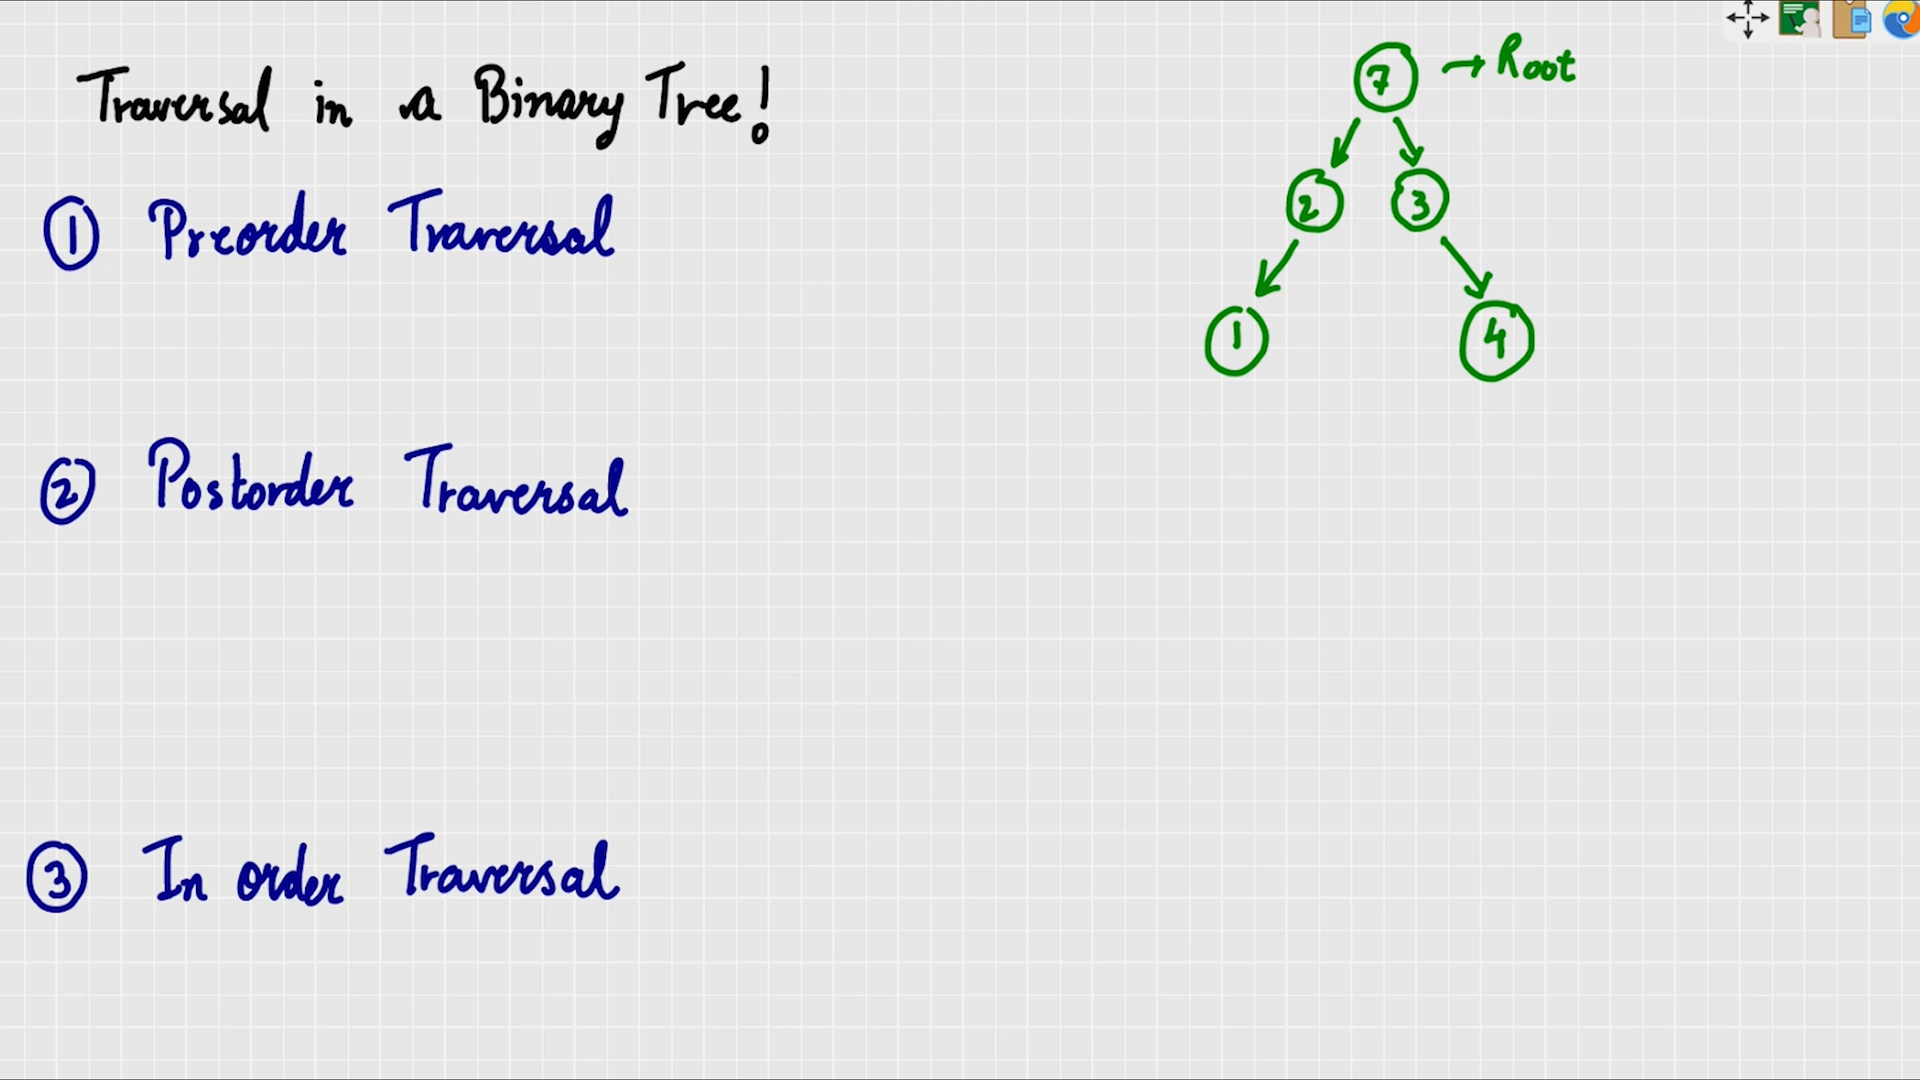 Traversal in a Binary Tree!
① Preorder Traversal
② Postorder Traversal
③ In order Traversal
7 → Root
2 3
1 4